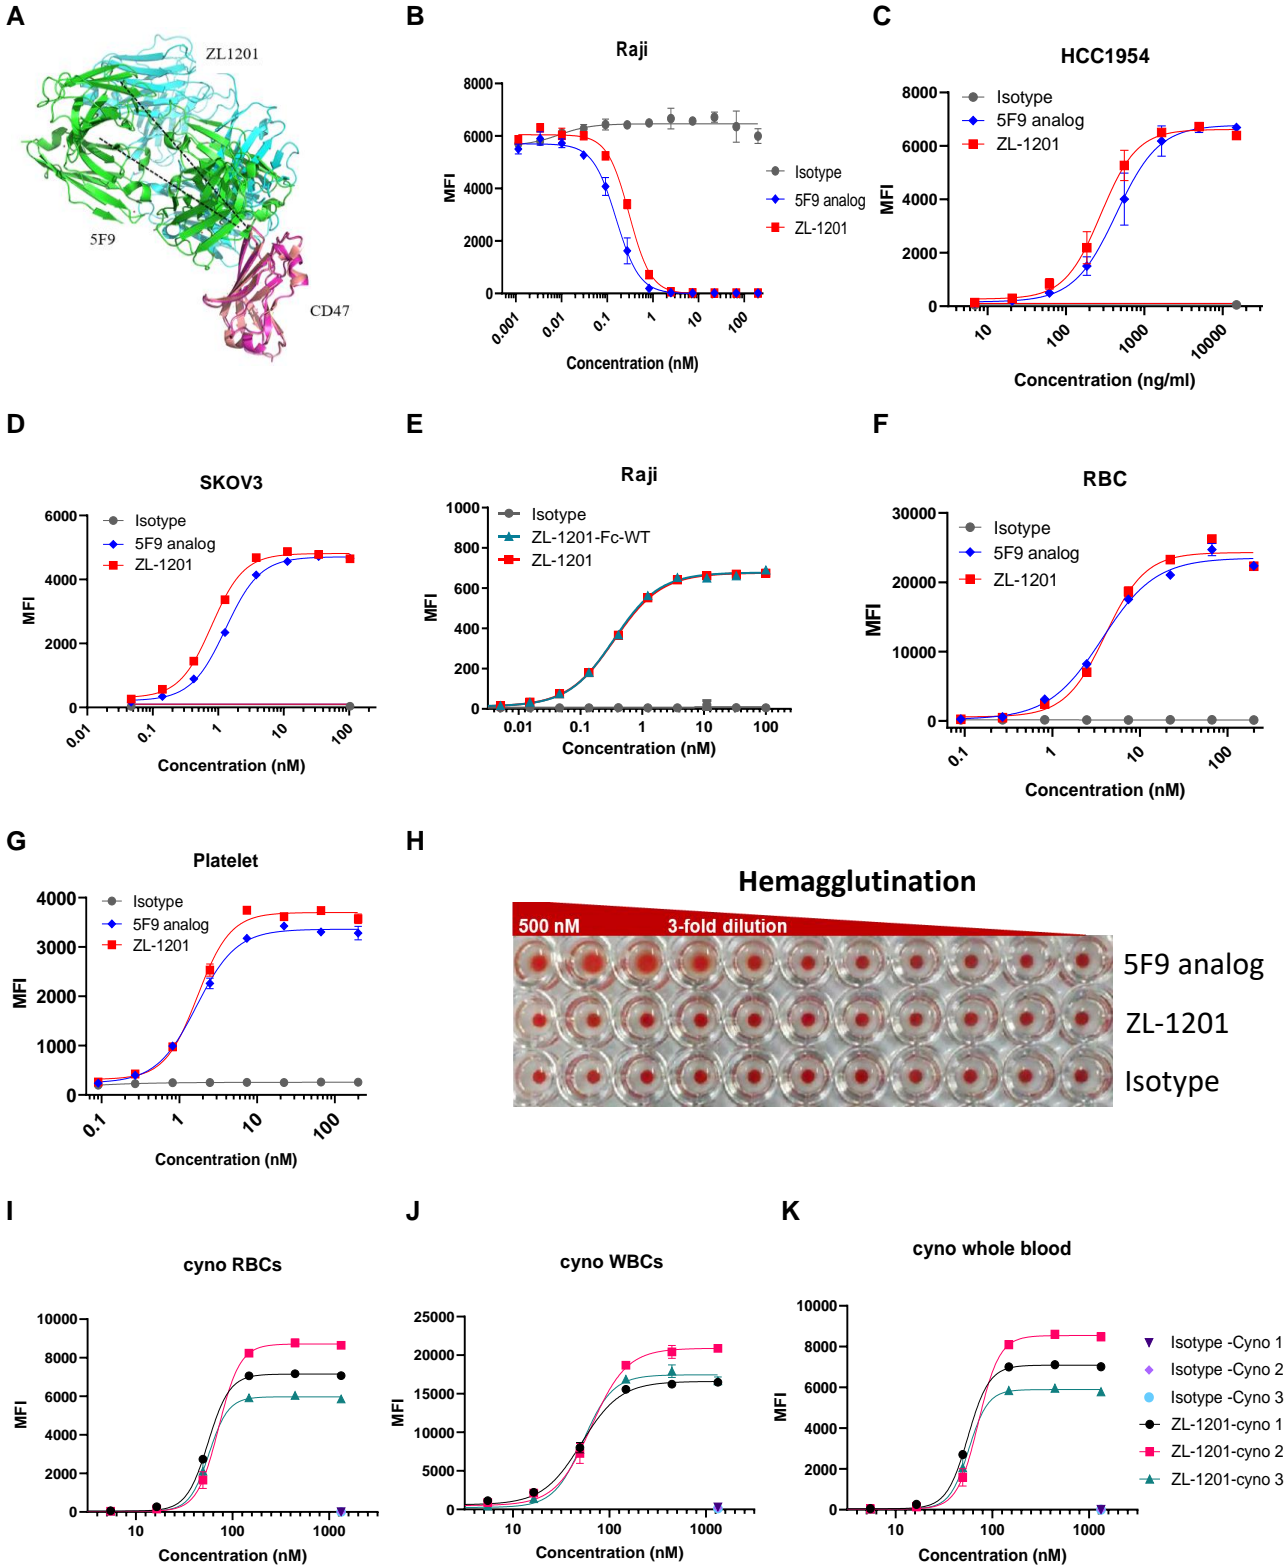 A
ZL1201
5F9
CD47
B
Raji
8000
6000
4000
2000
0
MFI
0.001
0.01
0.1
1
10
100
Concentration (nM)
Isotype
5F9 analog
ZL-1201
C
HCC1954
8000
6000
4000
2000
0
MFI
Isotype
5F9 analog
ZL-1201
10
100
1000
10000
Concentration (ng/ml)
D
SKOV3
6000
4000
2000
0
MFI
Isotype
5F9 analog
ZL-1201
0.01
0.1
1
10
100
Concentration (nM)
E
Raji
1000
800
600
400
200
0
MFI
Isotype
ZL-1201-Fc-WT
ZL-1201
0.01
0.1
1
10
100
Concentration (nM)
F
RBC
30000
20000
10000
0
MFI
Isotype
5F9 analog
ZL-1201
0.1
1
10
100
Concentration (nM)
G
Platelet
4000
3000
2000
1000
0
MFI
Isotype
5F9 analog
ZL-1201
0.1
1
10
100
Concentration (nM)
H
Hemagglutination
500 nM
3-fold dilution
5F9 analog
ZL-1201
Isotype
I
cyno RBCs
10000
8000
6000
4000
2000
0
MFI
10
100
1000
Concentration (nM)
J
cyno WBCs
25000
20000
15000
10000
5000
0
MFI
10
100
1000
Concentration (nM)
K
cyno whole blood
10000
8000
6000
4000
2000
0
MFI
10
100
1000
Concentration (nM)
Isotype -Cyno 1
Isotype -Cyno 2
Isotype -Cyno 3
ZL-1201-cyno 1
ZL-1201-cyno 2
ZL-1201-cyno 3